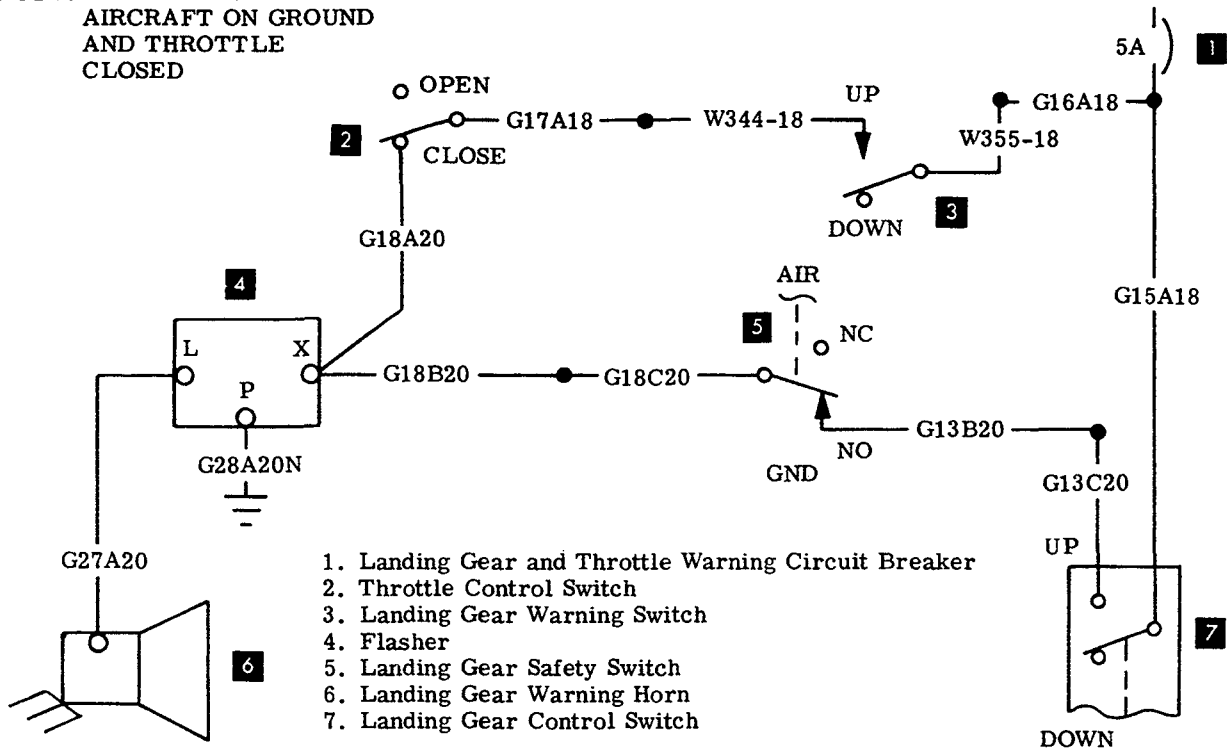 AIRCRAFT ON GROUND
AND THROTTLE
CLOSED
5A
1
OPEN
G17A18
W344-18
UP
G16A18
W355-18
2
CLOSE
DOWN
3
G18A20
AIR
G15A18
4
5
NC
L
X
P
G18B20
G18C20
G28A20N
NO
G13B20
GND
G13C20
G27A20
UP
1. Landing Gear and Throttle Warning Circuit Breaker
2. Throttle Control Switch
3. Landing Gear Warning Switch
4. Flasher
5. Landing Gear Safety Switch
6. Landing Gear Warning Horn
7. Landing Gear Control Switch
6
7
DOWN